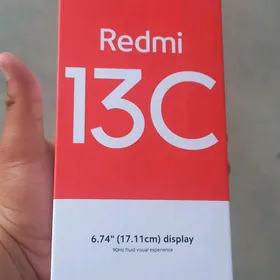 Redmi
13C
6.74" (17.11cm) display
90Hz fluid visual experience